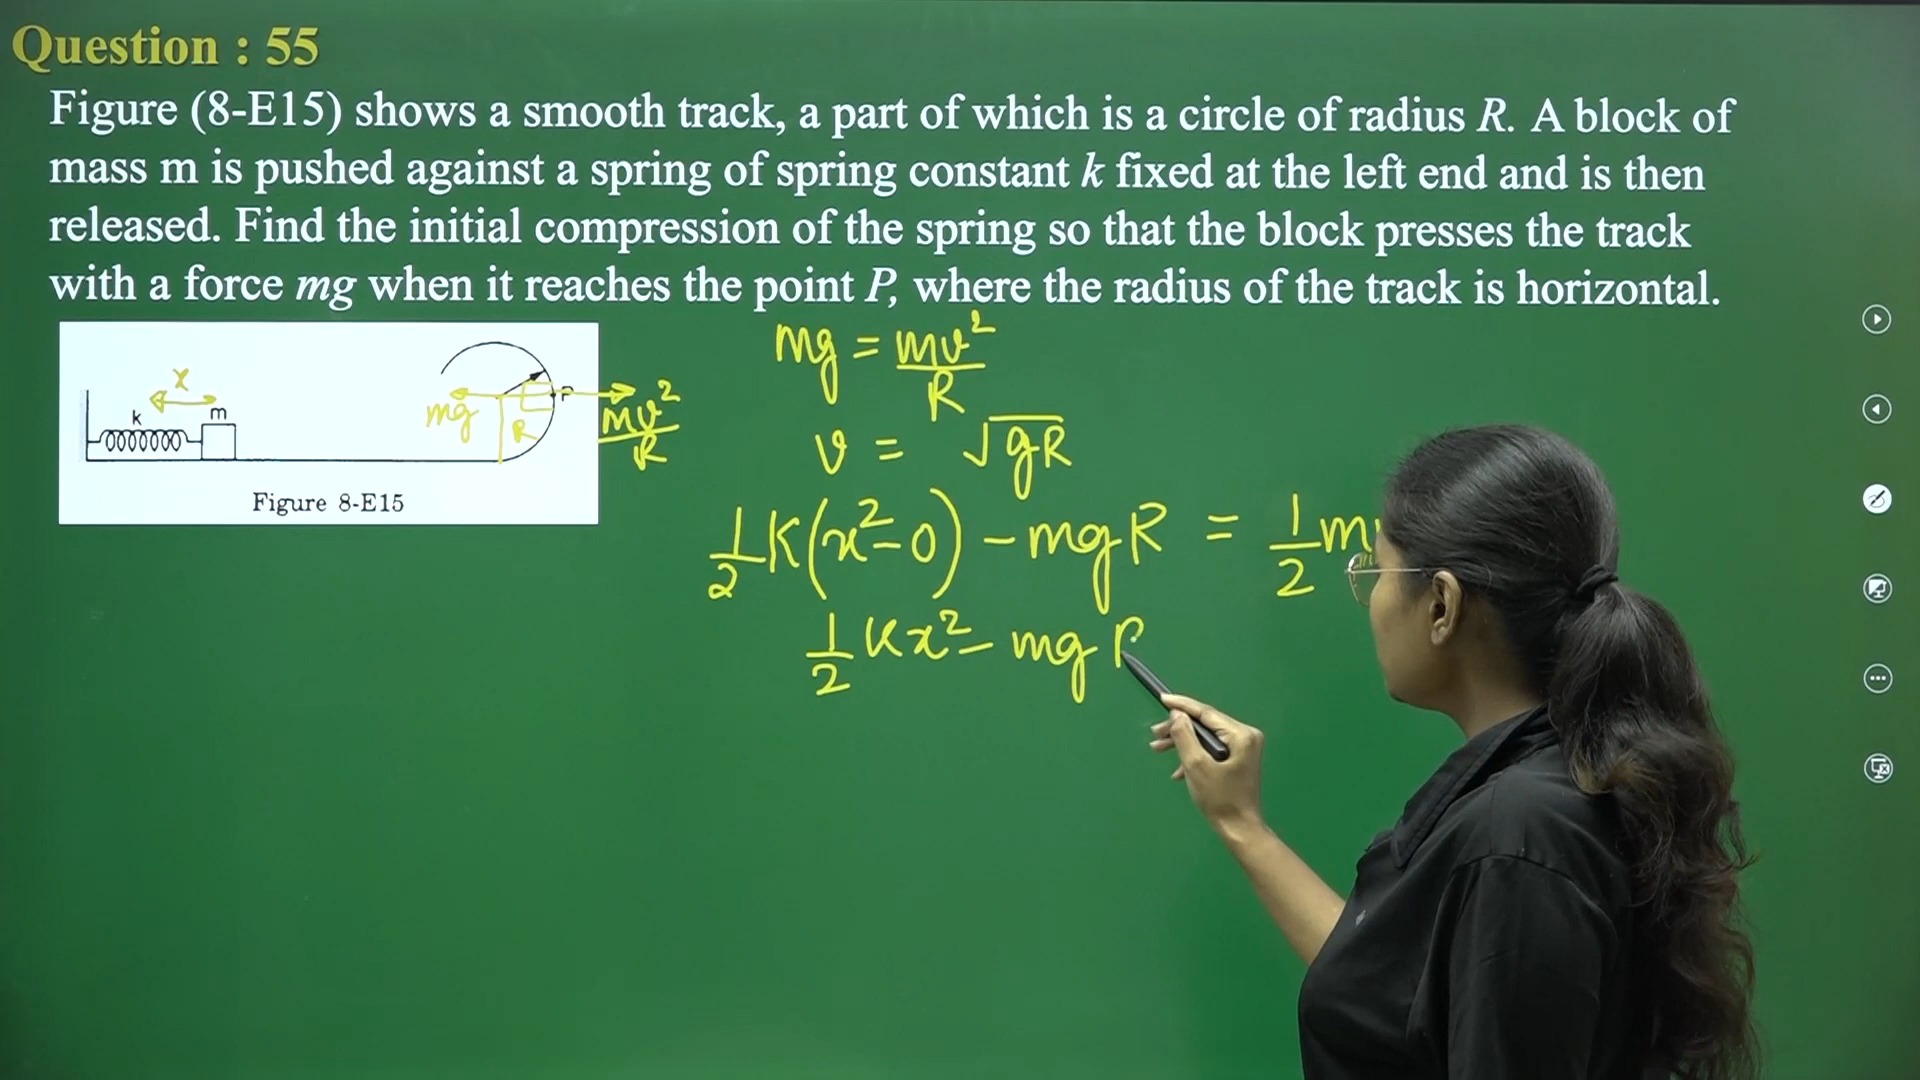 Question : 55
Figure (8-E15) shows a smooth track, a part of which is a circle of radius R. A block of
mass m is pushed against a spring of spring constant k fixed at the left end and is then
released. Find the initial compression of the spring so that the block presses the track
with a force mg when it reaches the point P, where the radius of the track is horizontal.
mg = mv²/R
v = √gR
1/2 K(x²-0) - mgR = 1/2 m
1/2 Kx² - mg R
x
k
m
mg
R
P
mv²/R
Figure 8-E15